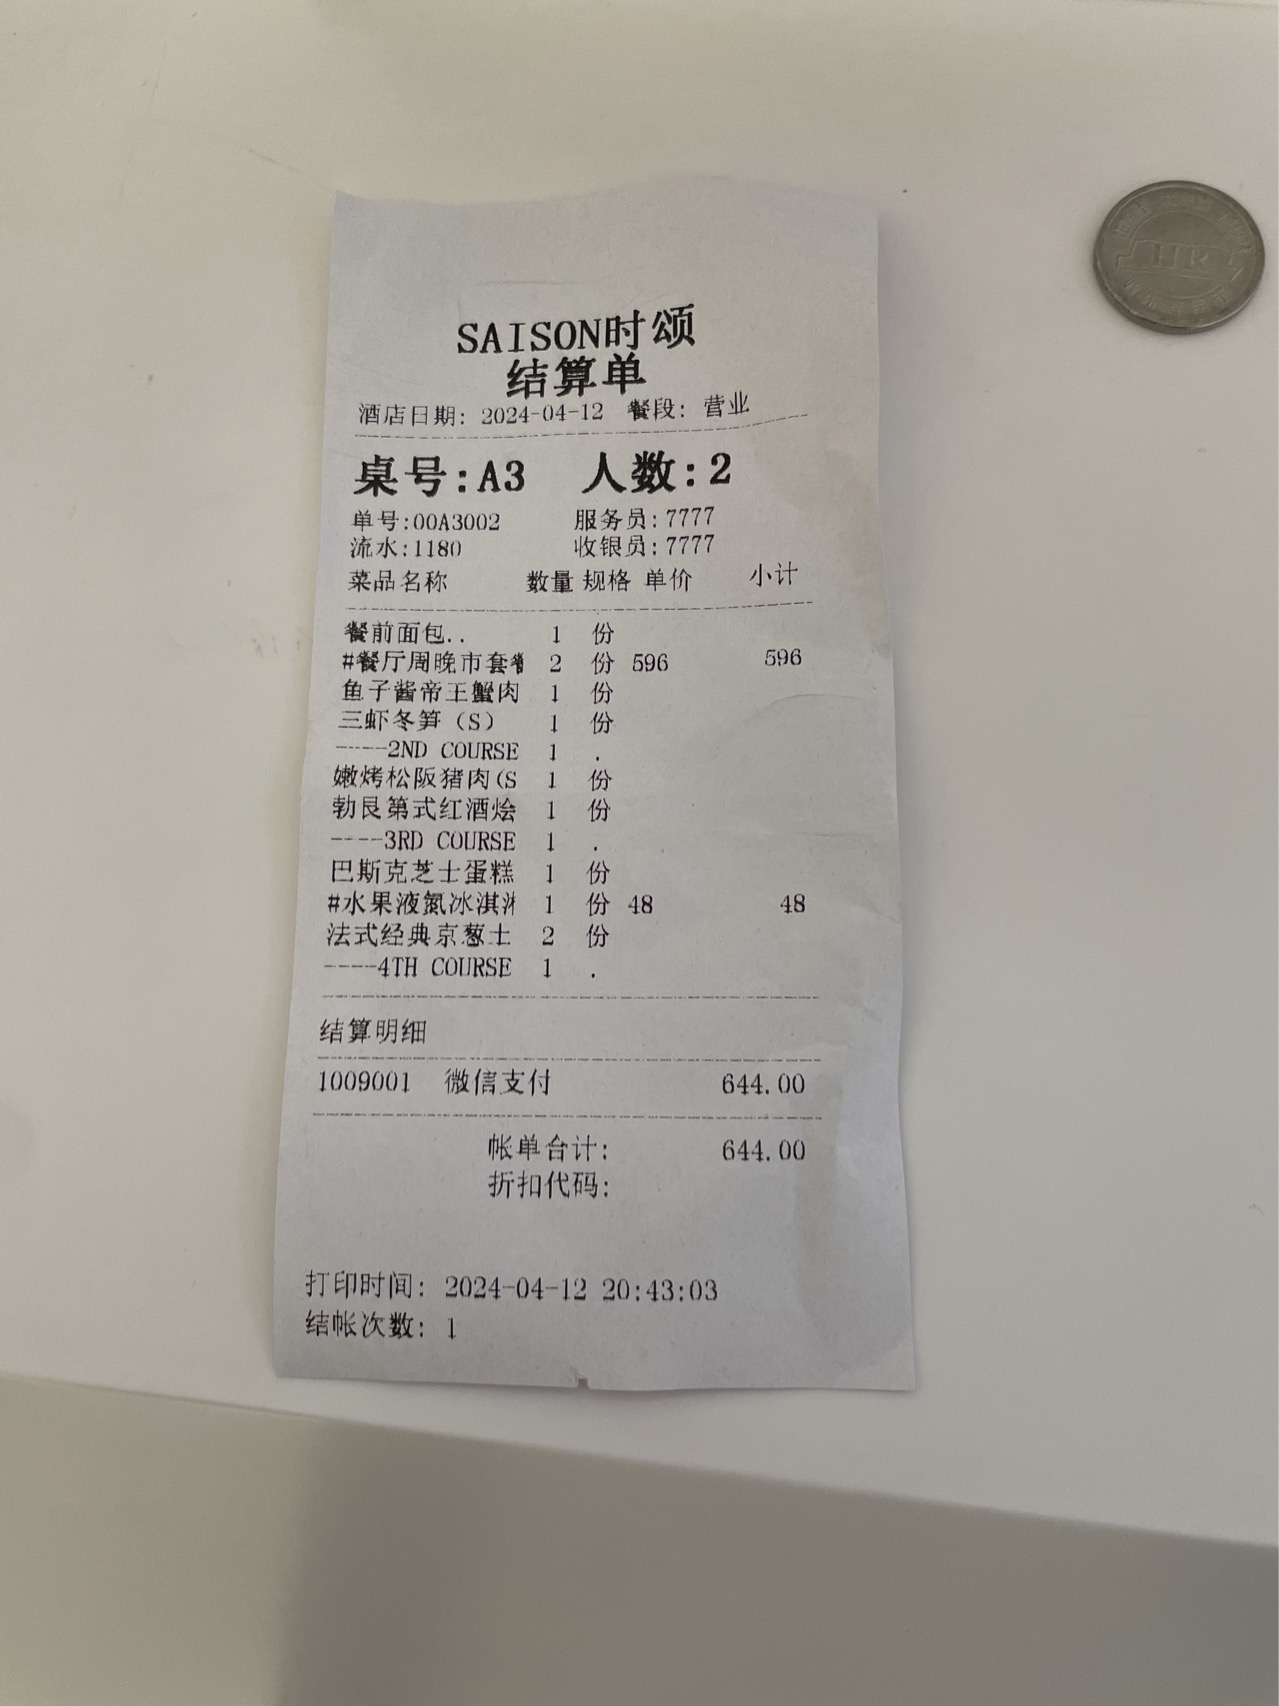 SAISON时颂
结算单
酒店日期: 2024-04-12 餐段: 营业
桌号:A3 人数:2
单号:00A3002 服务员:7777
流水:1180 收银员:7777
菜品名称 数量 规格 单价 小计
餐前面包.. 1 份
#餐厅周晚市套餐 2 份 596 596
鱼子酱帝王蟹肉 1 份
三虾冬笋(S) 1 份
-----2ND COURSE 1 .
嫩烤松阪猪肉(S 1 份
勃艮第式红酒烩 1 份
----3RD COURSE 1 .
巴斯克芝士蛋糕 1 份
#水果液氮冰淇淋 1 份 48 48
法式经典京葱土 2 份
----4TH COURSE 1 .
结算明细
1009001 微信支付 644.00
帐单合计: 644.00
折扣代码:
打印时间: 2024-04-12 20:43:03
结帐次数: 1
HR